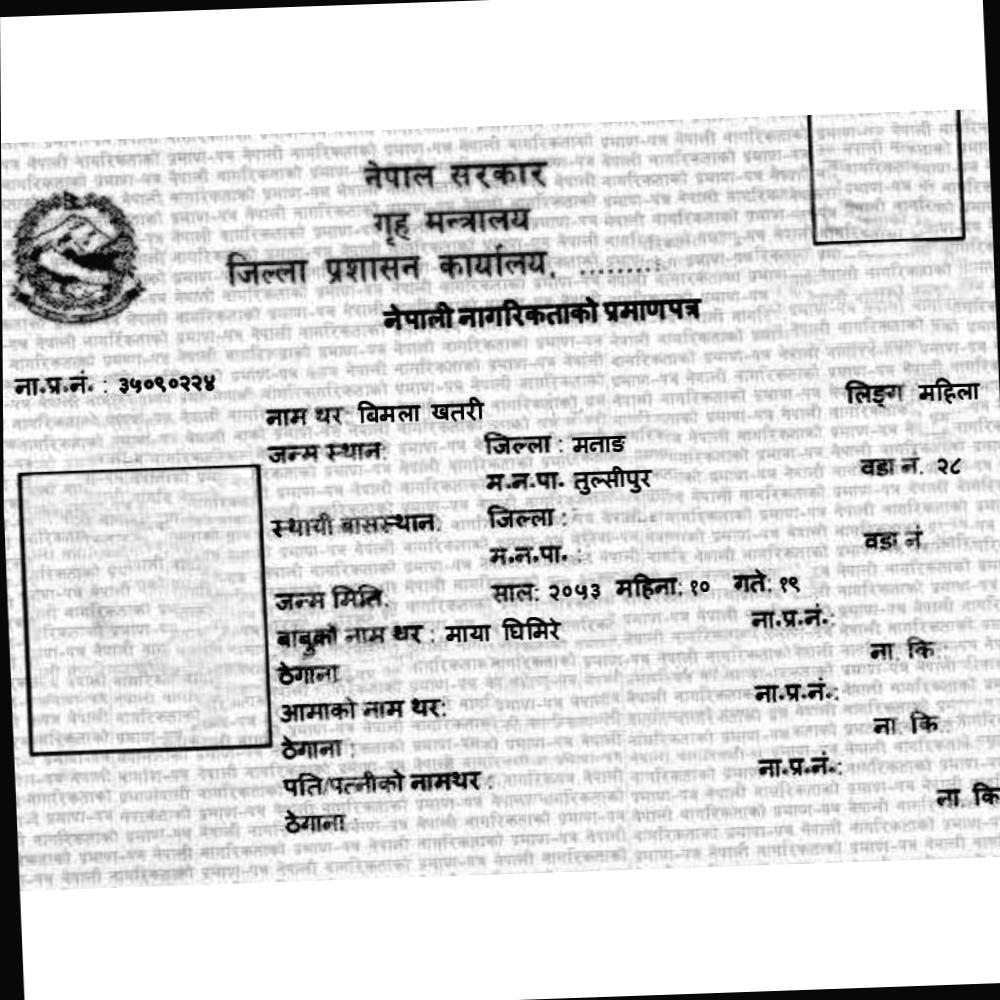 नेपाल सरकार
गृह मन्त्रालय
जिल्ला प्रशासन कार्यालय, .........
नेपाली नागरिकताको प्रमाणपत्र
ना.प्र.नं. : ३५०९०२२४
लिङ्ग महिला
नाम थर बिमला खतरी
जन्म स्थान: जिल्ला : मनाङ
म.न.पा. तुल्सीपुर वडा नं. २८
स्थायी बासस्थान: जिल्ला :
म.न.पा. : वडा नं.
जन्म मिति: साल: २०५३ महिना: १० गते: १९
बाबुको नाम थर : माया घिमिरे ना.प्र.नं.:
ठेगाना ना. कि.:
आमाको नाम थर: ना.प्र.नं.:
ठेगाना : ना. कि.:
पति/पत्नीको नामथर : ना.प्र.नं.:
ठेगाना : ना. कि